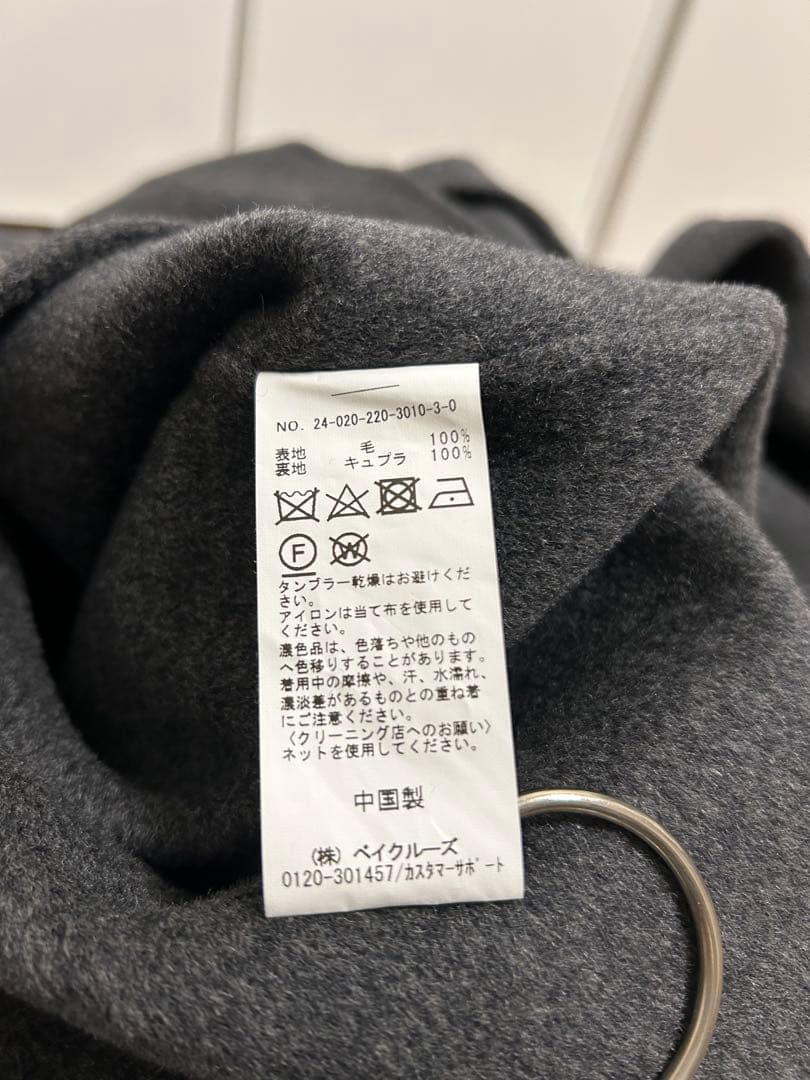 NO. 24-020-220-3010-3-0
表地 毛 100%
裏地 キュプラ 100%
F W
タンブラー乾燥はお避けくだ
さい。
アイロンは当て布を使用して
ください。
濃色品は、色落ちや他のもの
へ色移りすることがあります。
着用中の摩擦や、汗、水濡れ、
濃淡差があるものとの重ね着
にご注意ください。
〈クリーニング店へのお願い〉
ネットを使用してください。
中国製
(株) ベイクルーズ
0120-301457/カスタマーサポート